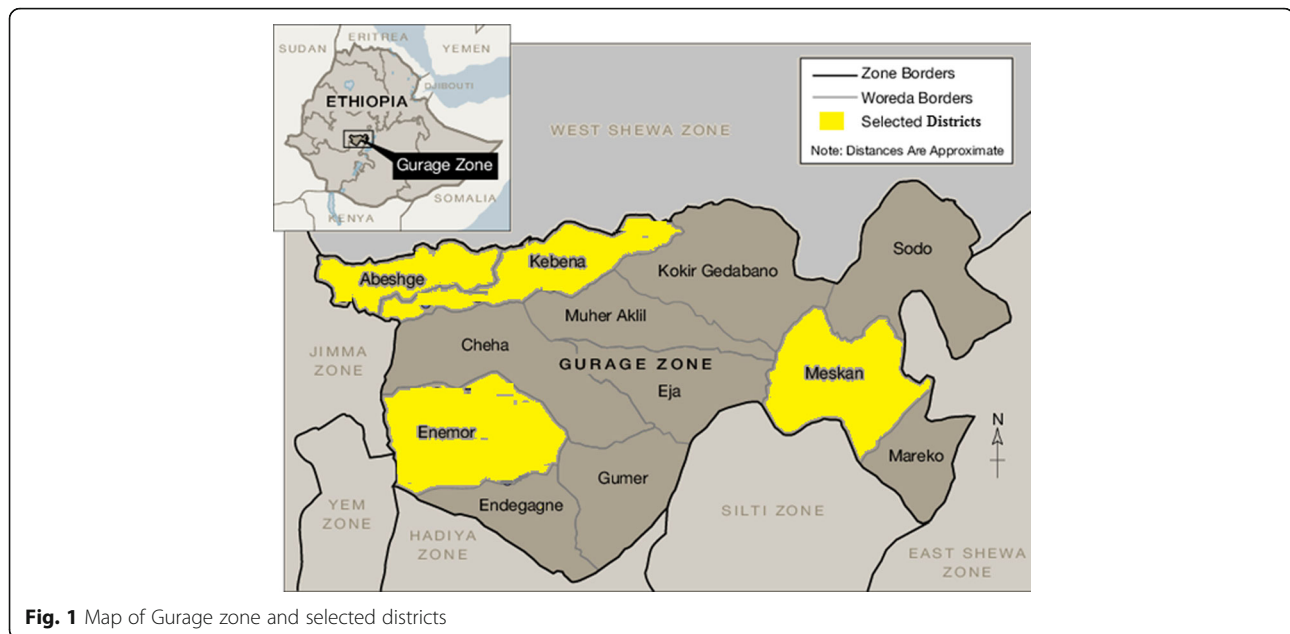 SUDAN
ERITREA
YEMEN
DJIBOUTI
ETHIOPIA
Gurage Zone
SOMALIA
KENYA
Zone Borders
Woreda Borders
Selected Districts
Note: Distances Are Approximate
WEST SHEWA ZONE
Sodo
Kebena
Abeshge
Kokir Gedabano
Muher Aklil
Cheha
JIMMA
ZONE
GURAGE ZONE
Eja
Meskan
Enemor
N
Mareko
Gumer
Endegagne
YEM
ZONE
HADIYA
ZONE
SILTI ZONE
EAST SHEWA
ZONE
Fig. 1 Map of Gurage zone and selected districts